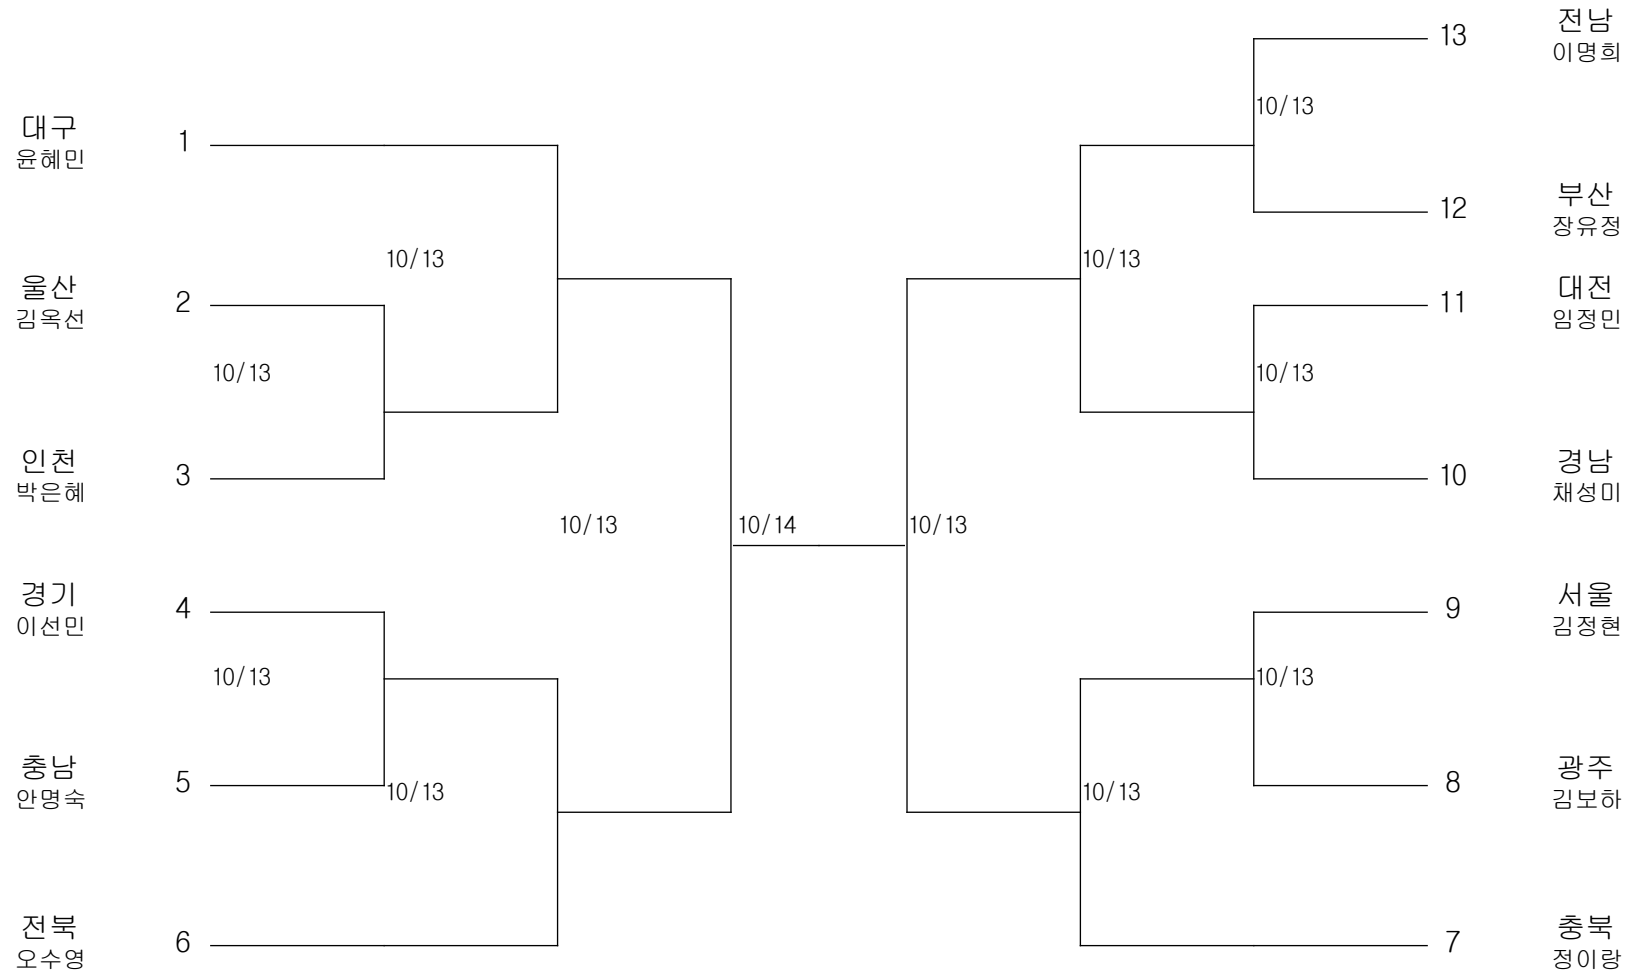 전남
13
이명희
10/13
대구
1
윤혜민
부산
12
장유정
10/13
10/13
울산
2
김옥선
대전
11
임정민
10/13
10/13
인천
3
박은혜
경남
10
채성미
10/13
10/14
10/13
경기
4
이선민
서울
9
김정현
10/13
10/13
충남
5
안명숙
10/13
10/13
광주
8
김보하
전북
6
오수영
충북
7
정이랑